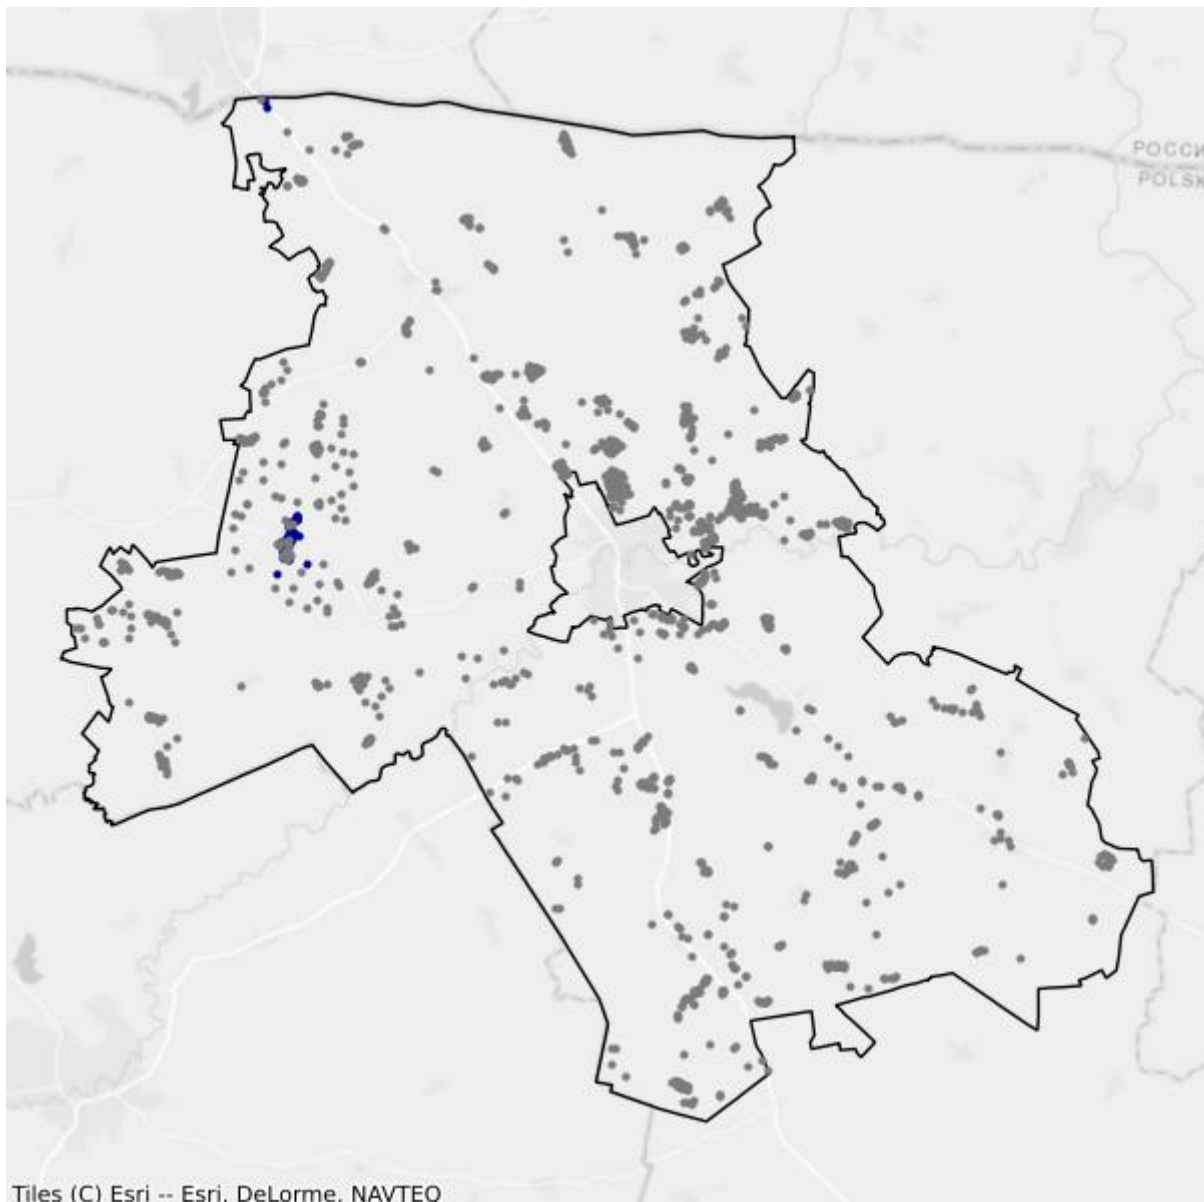 РОССИ
POLSK
Tiles (C) Esri -- Esri, DeLorme, NAVTEQ